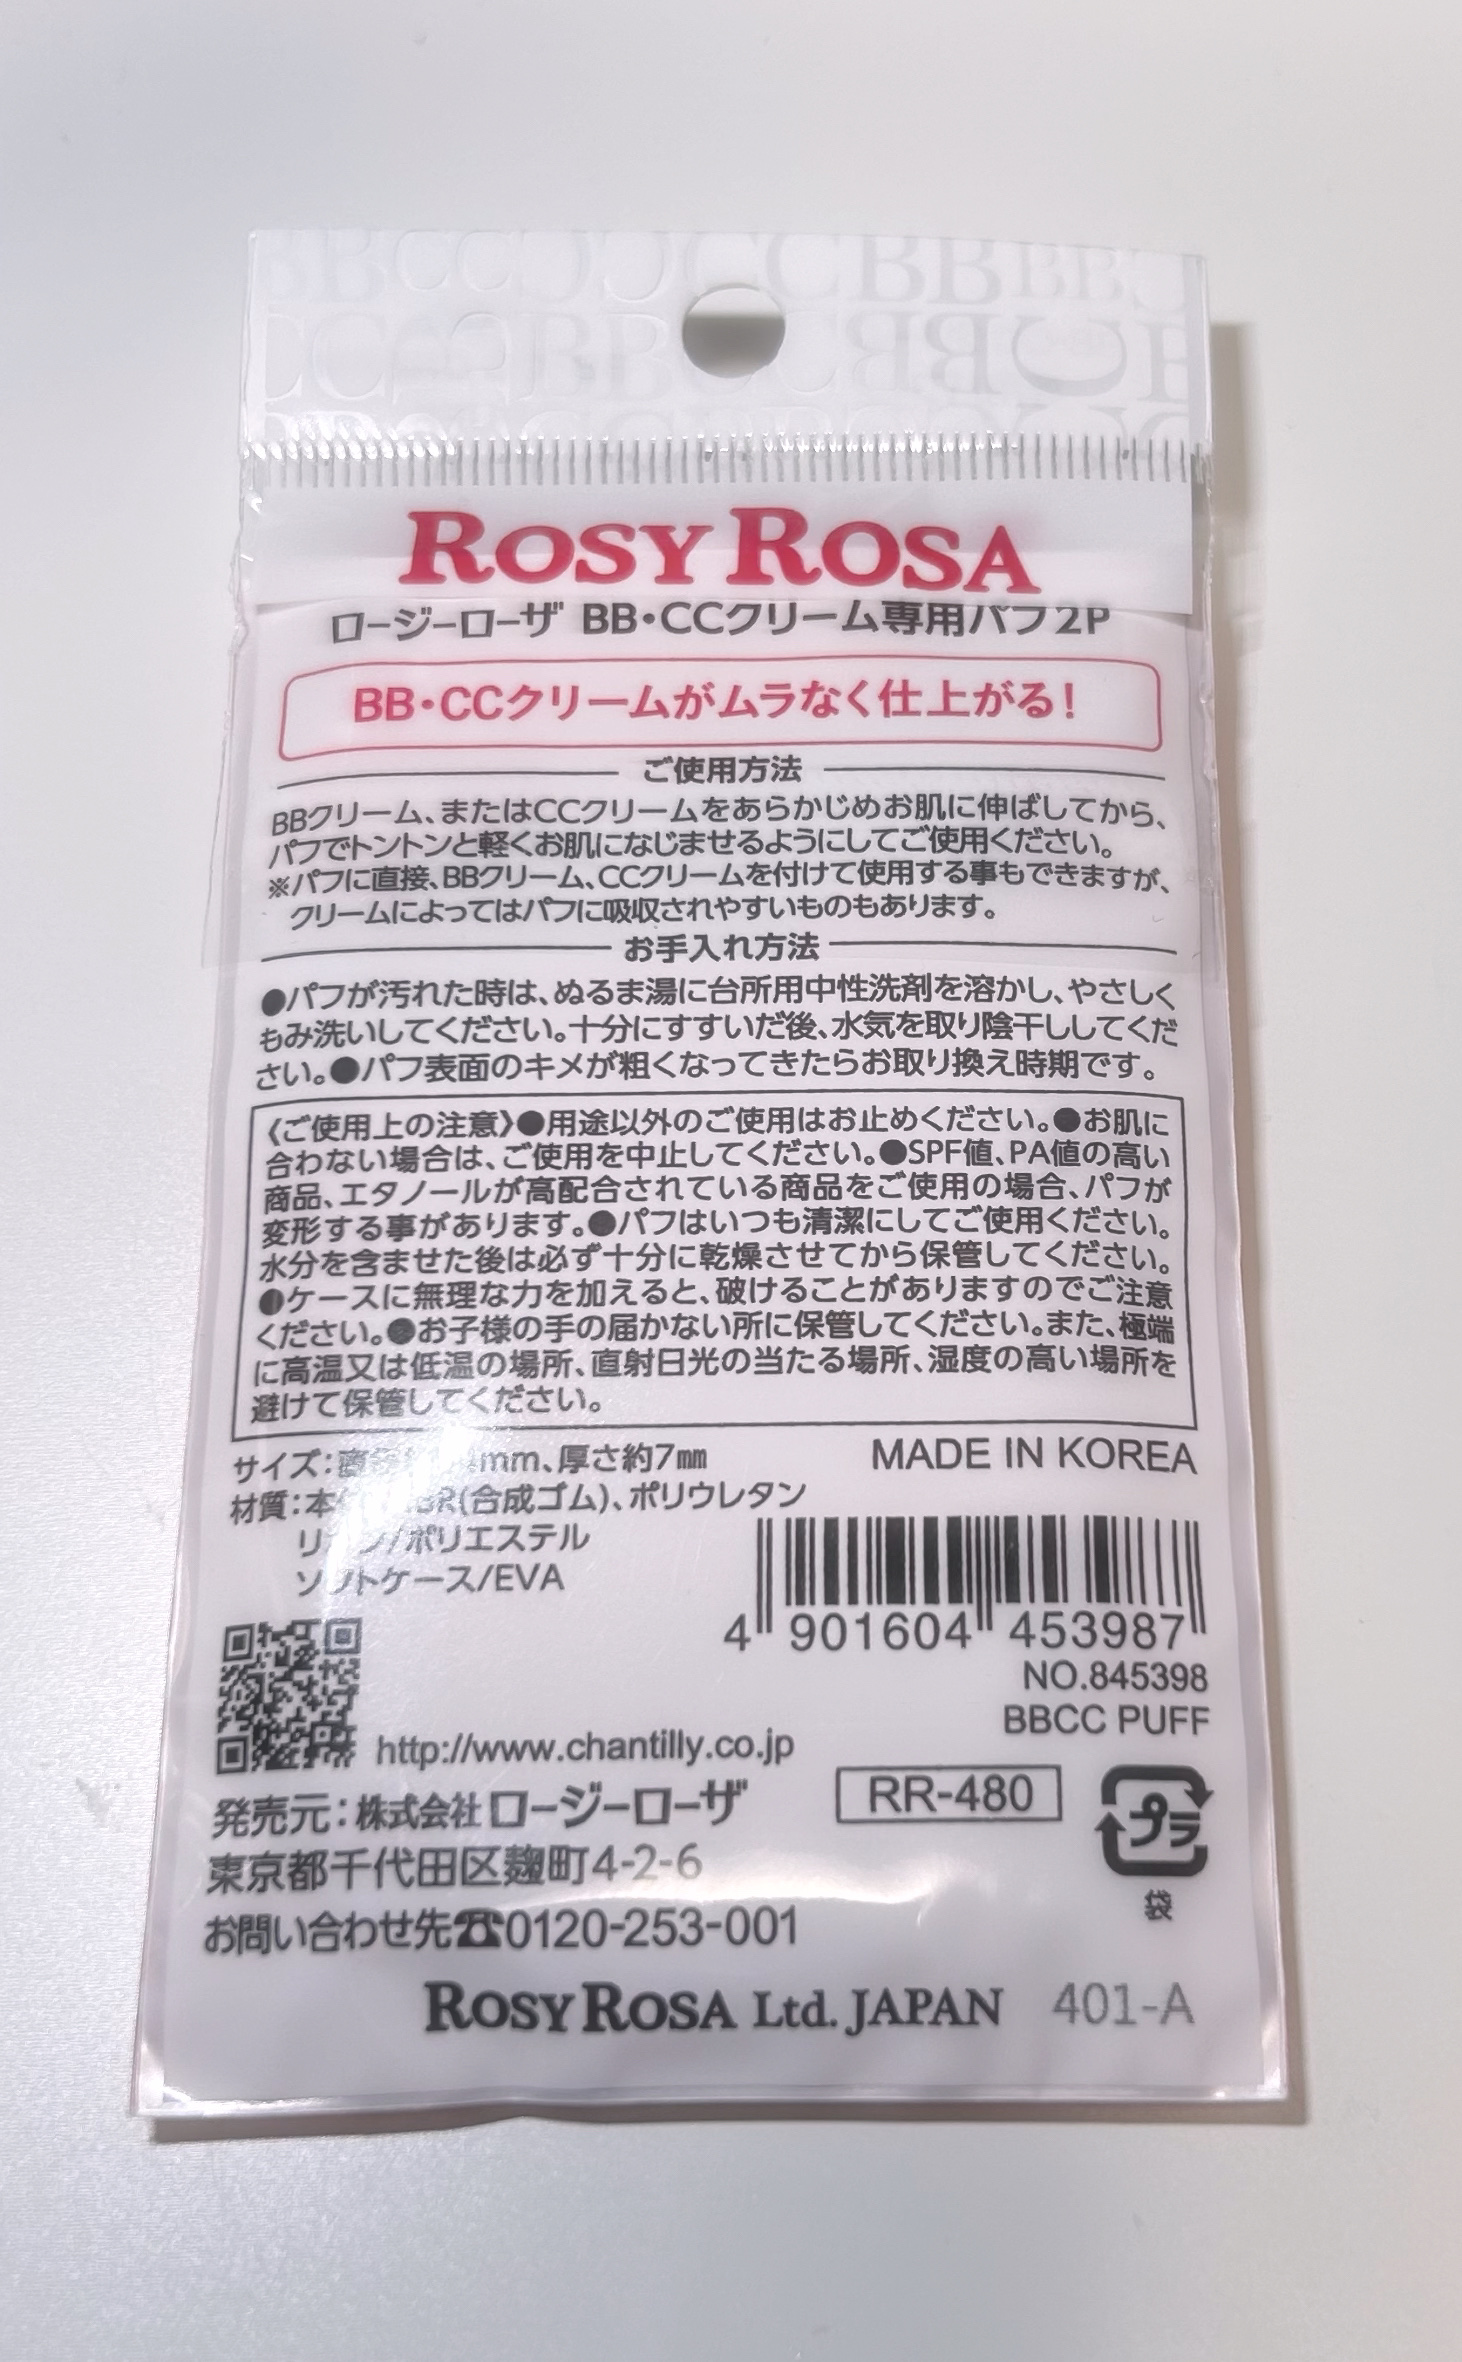 ROSY ROSA
ロージーローザ BB・CCクリーム専用パフ2P
BB・CCクリームがムラなく仕上がる!
ご使用方法
BBクリーム、またはCCクリームをあらかじめお肌に伸ばしてから、
パフでトントンと軽くお肌になじませるようにしてご使用ください。
※パフに直接、BBクリーム、CCクリームを付けて使用する事もできますが、
クリームによってはパフに吸収されやすいものもあります。
お手入れ方法
●パフが汚れた時は、ぬるま湯に台所用中性洗剤を溶かし、やさしく
もみ洗いしてください。十分にすすいだ後、水気を取り陰干ししてくだ
さい。●パフ表面のキメが粗くなってきたらお取り換え時期です。
《ご使用上の注意》●用途以外のご使用はお止めください。●お肌に
合わない場合は、ご使用を中止してください。●SPF値、PA値の高い
商品、エタノールが高配合されている商品をご使用の場合、パフが
変形する事があります。●パフはいつも清潔にしてご使用ください。
水分を含ませた後は必ず十分に乾燥させてから保管してください。
●ケースに無理な力を加えると、破けることがありますのでご注意
ください。●お子様の手の届かない所に保管してください。また、極端
に高温又は低温の場所、直射日光の当たる場所、湿度の高い場所を
避けて保管してください。
サイズ: mm、厚さ約7mm
MADE IN KOREA
材質:本 (合成ゴム)、ポリウレタン
リボン/ポリエステル
ソフトケース/EVA
4 901604 453987
NO.845398
BBCC PUFF
http://www.chantilly.co.jp
RR-480
プラ
袋
発売元:株式会社ロージーローザ
東京都千代田区麹町4-2-6
お問い合わせ先☎0120-253-001
ROSY ROSA Ltd. JAPAN 401-A